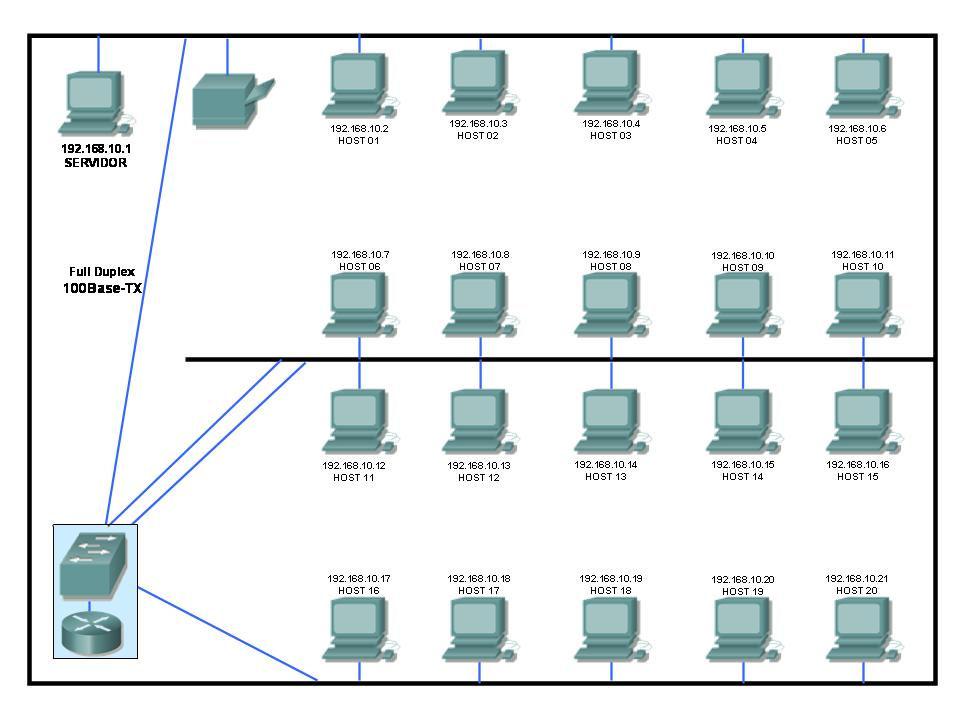 192.168.10.1
SERVIDOR
192.168.10.2
HOST 01
192.168.10.3
HOST 02
192.168.10.4
HOST 03
192.168.10.5
HOST 04
192.168.10.6
HOST 05
Full Duplex
100Base-TX
192.168.10.7
HOST 06
192.168.10.8
HOST 07
192.168.10.9
HOST 08
192.168.10.10
HOST 09
192.168.10.11
HOST 10
192.168.10.12
HOST 11
192.168.10.13
HOST 12
192.168.10.14
HOST 13
192.168.10.15
HOST 14
192.168.10.16
HOST 15
192.168.10.17
HOST 16
192.168.10.18
HOST 17
192.168.10.19
HOST 18
192.168.10.20
HOST 19
192.168.10.21
HOST 20